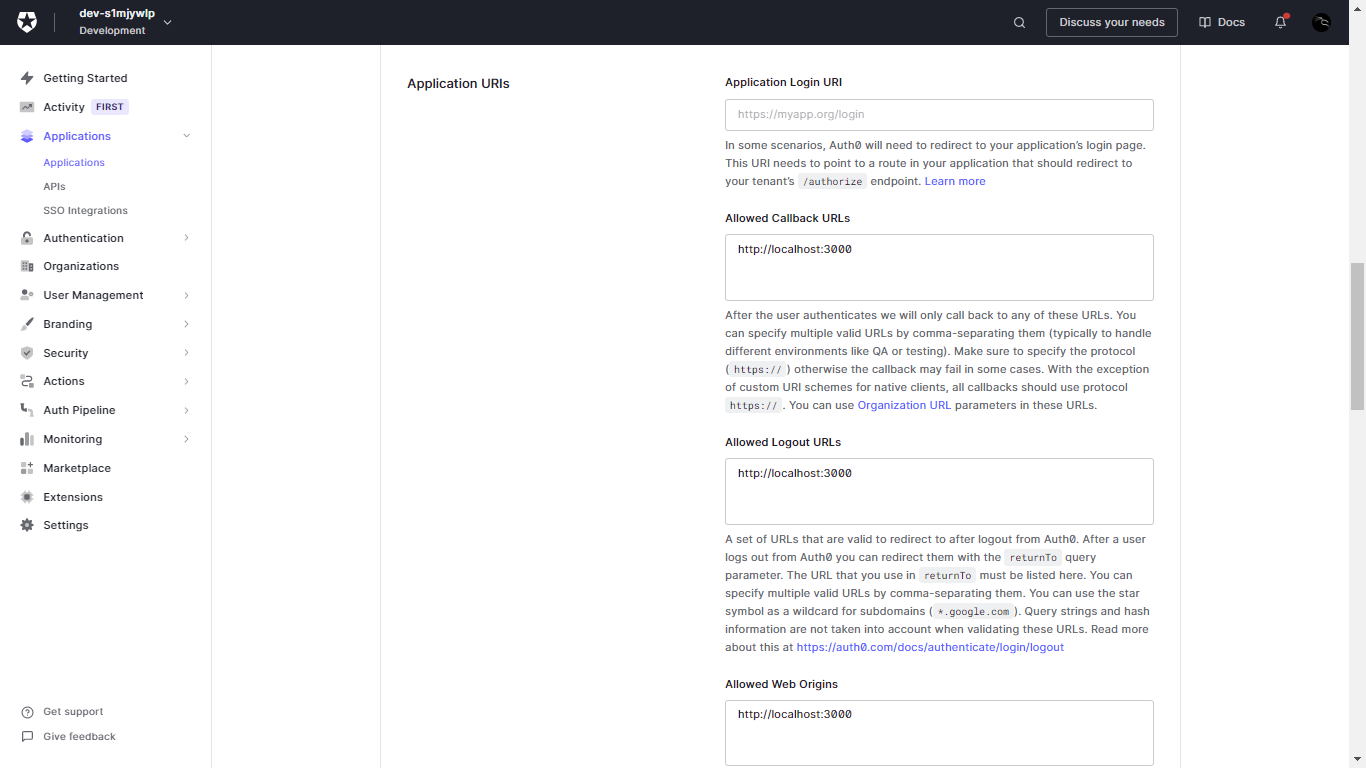 dev-s1mjywlp
Development
Discuss your needs
Docs
Getting Started
Activity FIRST
Applications
Applications
APIs
SSO Integrations
Authentication
Organizations
User Management
Branding
Security
Actions
Auth Pipeline
Monitoring
Marketplace
Extensions
Settings
Get support
Give feedback
Application URIs
Application Login URI
https://myapp.org/login
In some scenarios, Auth0 will need to redirect to your application's login page.
This URI needs to point to a route in your application that should redirect to
your tenant's /authorize endpoint. Learn more
Allowed Callback URLs
http://localhost:3000
After the user authenticates we will only call back to any of these URLs. You
can specify multiple valid URLs by comma-separating them (typically to handle
different environments like QA or testing). Make sure to specify the protocol
( https:// ) otherwise the callback may fail in some cases. With the exception
of custom URI schemes for native clients, all callbacks should use protocol
https:// . You can use Organization URL parameters in these URLs.
Allowed Logout URLs
http://localhost:3000
A set of URLs that are valid to redirect to after logout from Auth0. After a user
logs out from Auth0 you can redirect them with the returnTo query
parameter. The URL that you use in returnTo must be listed here. You can
specify multiple valid URLs by comma-separating them. You can use the star
symbol as a wildcard for subdomains ( *.google.com ). Query strings and hash
information are not taken into account when validating these URLs. Read more
about this at https://auth0.com/docs/authenticate/login/logout
Allowed Web Origins
http://localhost:3000